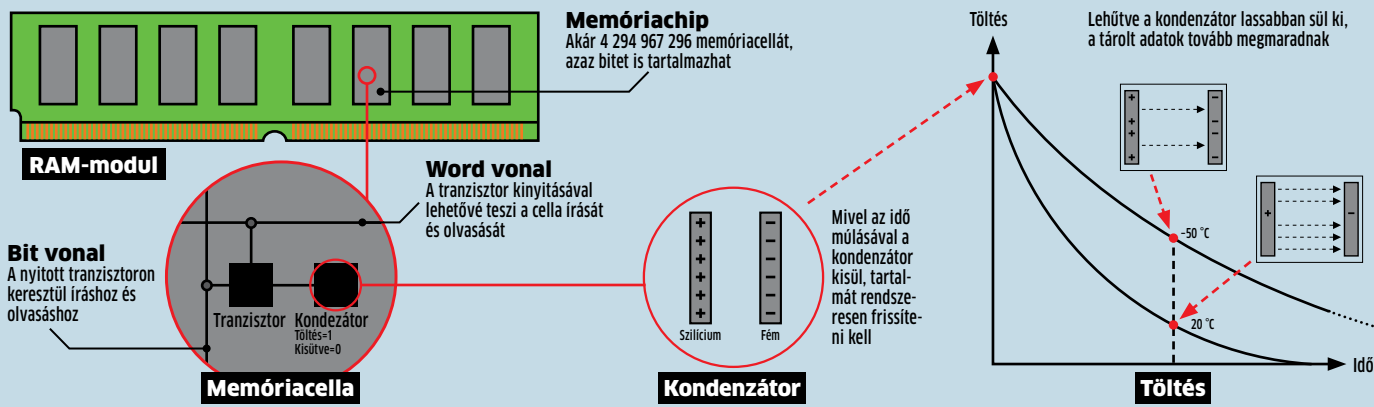 Memóriachip
Akár 4 294 967 296 memóriacellát,
azaz bitet is tartalmazhat
RAM-modul
Word vonal
A tranzisztor kinyitásával
lehetővé teszi a cella írását
és olvasását
Bit vonal
A nyitott tranzisztoron
keresztül íráshoz és
olvasáshoz
Tranzisztor
Kondezátor
Töltés=1
Kisütve=0
Memóriacella
+
+
+
+
+
+
–
–
–
–
–
–
Szilícium
Fém
Kondenzátor
Mivel az idő
múlásával a
kondenzátor
kisül, tartal-
mát rendsze-
resen frissíte-
ni kell
Töltés
Lehűtve a kondenzátor lassabban sül ki,
a tárolt adatok tovább megmaradnak
+
+
+
+
–
–
–
–
+
–
–50 °C
20 °C
Idő
Töltés